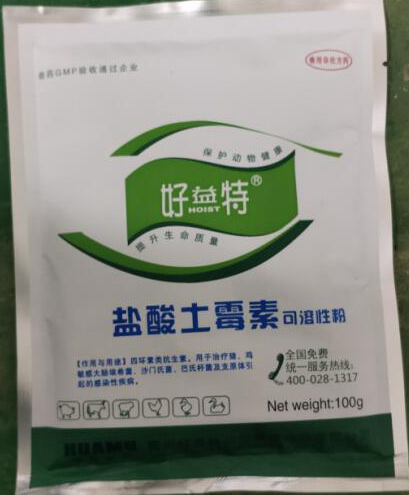 兽药GMP验收通过企业
兽用非处方药
保护动物健康
好益特®
HOIST
提升生命质量
盐酸土霉素可溶性粉
【作用与用途】四环素类抗生素。用于治疗猪、鸡
敏感大肠埃希菌、沙门氏菌、巴氏杆菌及支原体引
起的感染性疾病。
全国免费
统一服务热线:
400-028-1317
Net weight:100g